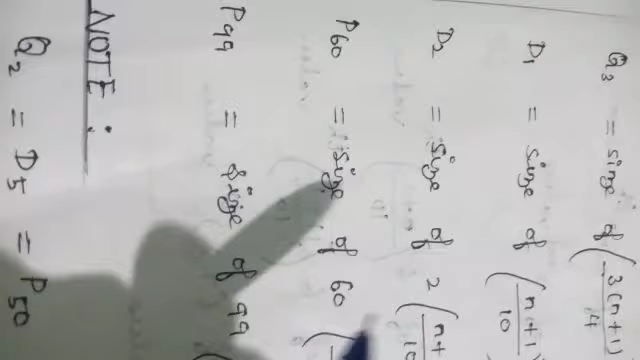 Q3 = size of (3(n+1)/4
D1 = size of (n+1)/10
D2 = size of 2(n+/10
P60 = size of 60 (
P99 = size of 99 (
NOTE:
Q2 = D5 = P50